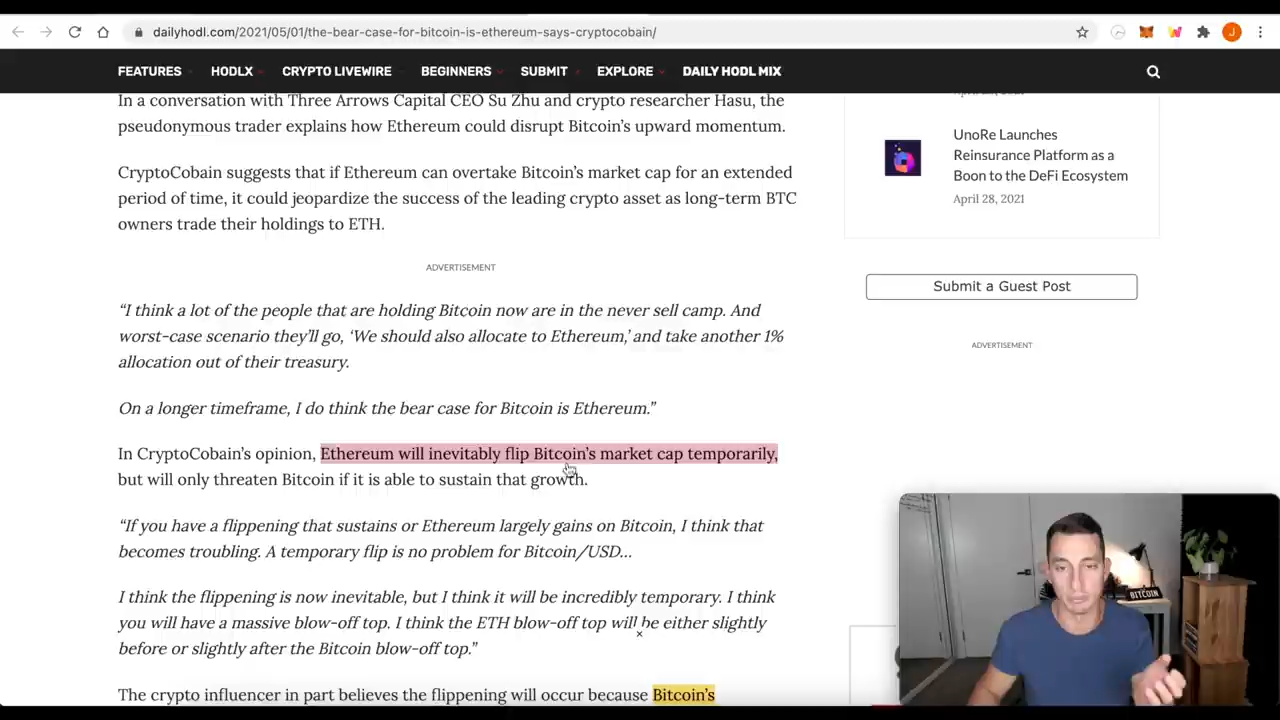 dailyhodl.com/2021/05/01/the-bear-case-for-bitcoin-is-ethereum-says-cryptocobain/
J
FEATURES HODLX CRYPTO LIVEWIRE BEGINNERS SUBMIT EXPLORE DAILY HODL MIX
In a conversation with Three Arrows Capital CEO Su Zhu and crypto researcher Hasu, the
pseudonymous trader explains how Ethereum could disrupt Bitcoin’s upward momentum.
CryptoCobain suggests that if Ethereum can overtake Bitcoin’s market cap for an extended
period of time, it could jeopardize the success of the leading crypto asset as long-term BTC
owners trade their holdings to ETH.
ADVERTISEMENT
“I think a lot of the people that are holding Bitcoin now are in the never sell camp. And
worst-case scenario they’ll go, ‘We should also allocate to Ethereum,’ and take another 1%
allocation out of their treasury.
On a longer timeframe, I do think the bear case for Bitcoin is Ethereum.”
In CryptoCobain’s opinion, Ethereum will inevitably flip Bitcoin’s market cap temporarily,
but will only threaten Bitcoin if it is able to sustain that growth.
“If you have a flippening that sustains or Ethereum largely gains on Bitcoin, I think that
becomes troubling. A temporary flip is no problem for Bitcoin/USD…
I think the flippening is now inevitable, but I think it will be incredibly temporary. I think
you will have a massive blow-off top. I think the ETH blow-off top will be either slightly
before or slightly after the Bitcoin blow-off top.”
The crypto influencer in part believes the flippening will occur because Bitcoin’s
UnoRe Launches
Reinsurance Platform as a
Boon to the DeFi Ecosystem
April 28, 2021
Submit a Guest Post
ADVERTISEMENT
BITCOIN